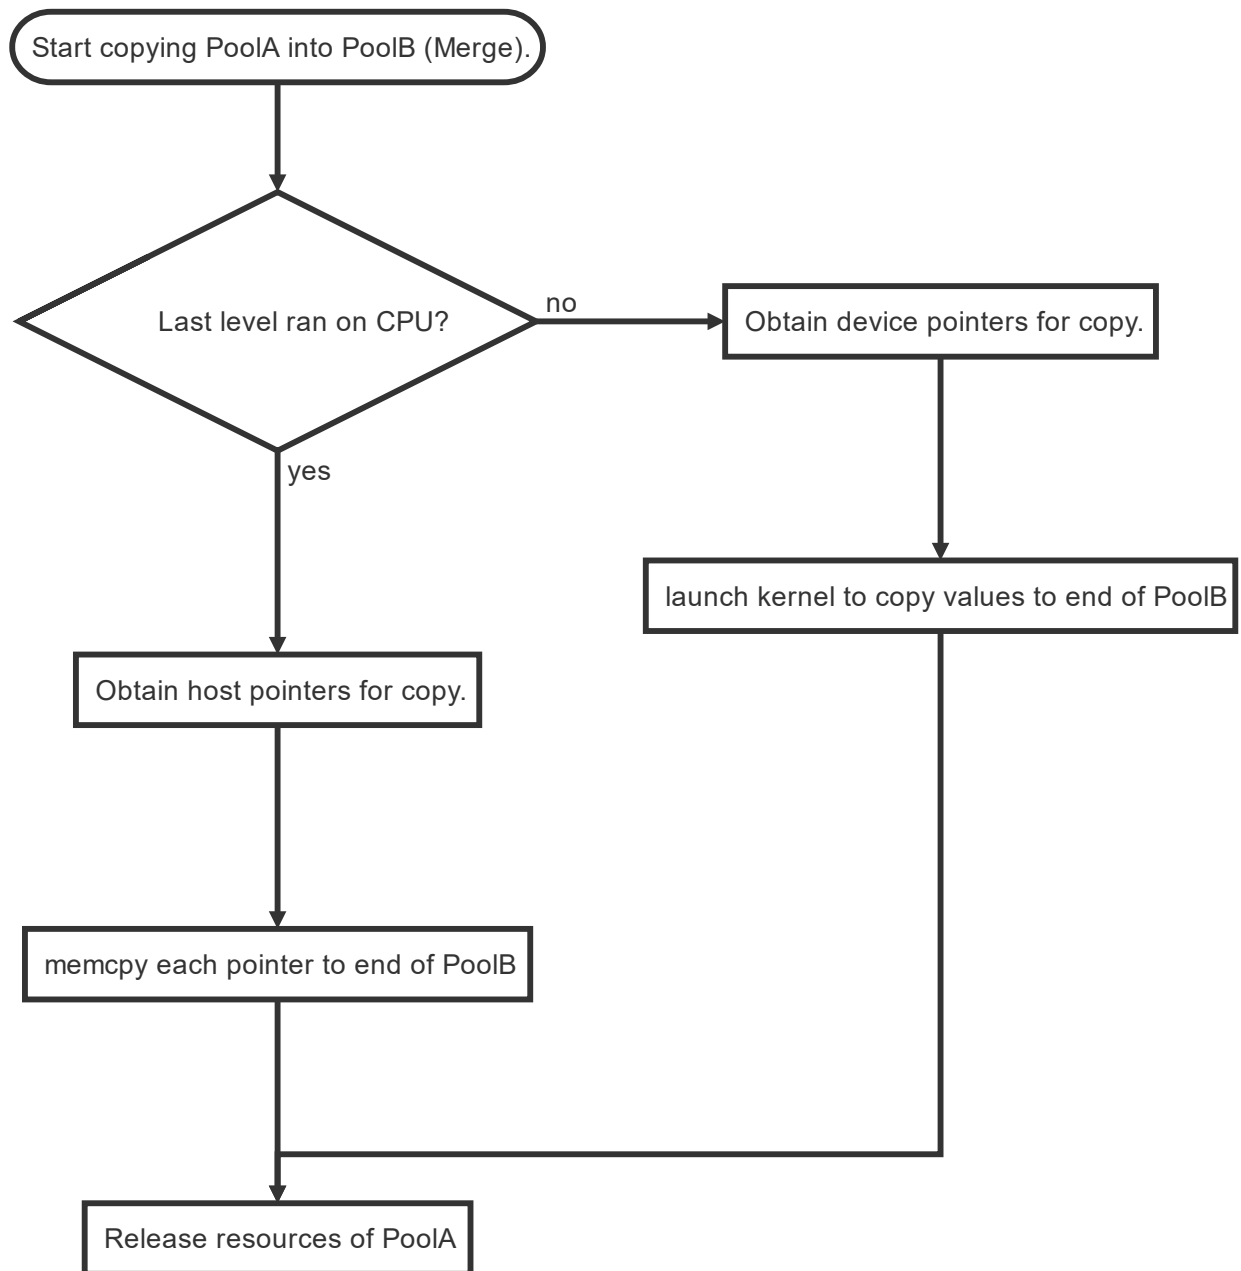 Start copying PoolA into PoolB (Merge).
Last level ran on CPU?
no
Obtain device pointers for copy.
yes
launch kernel to copy values to end of PoolB
Obtain host pointers for copy.
memcpy each pointer to end of PoolB
Release resources of PoolA